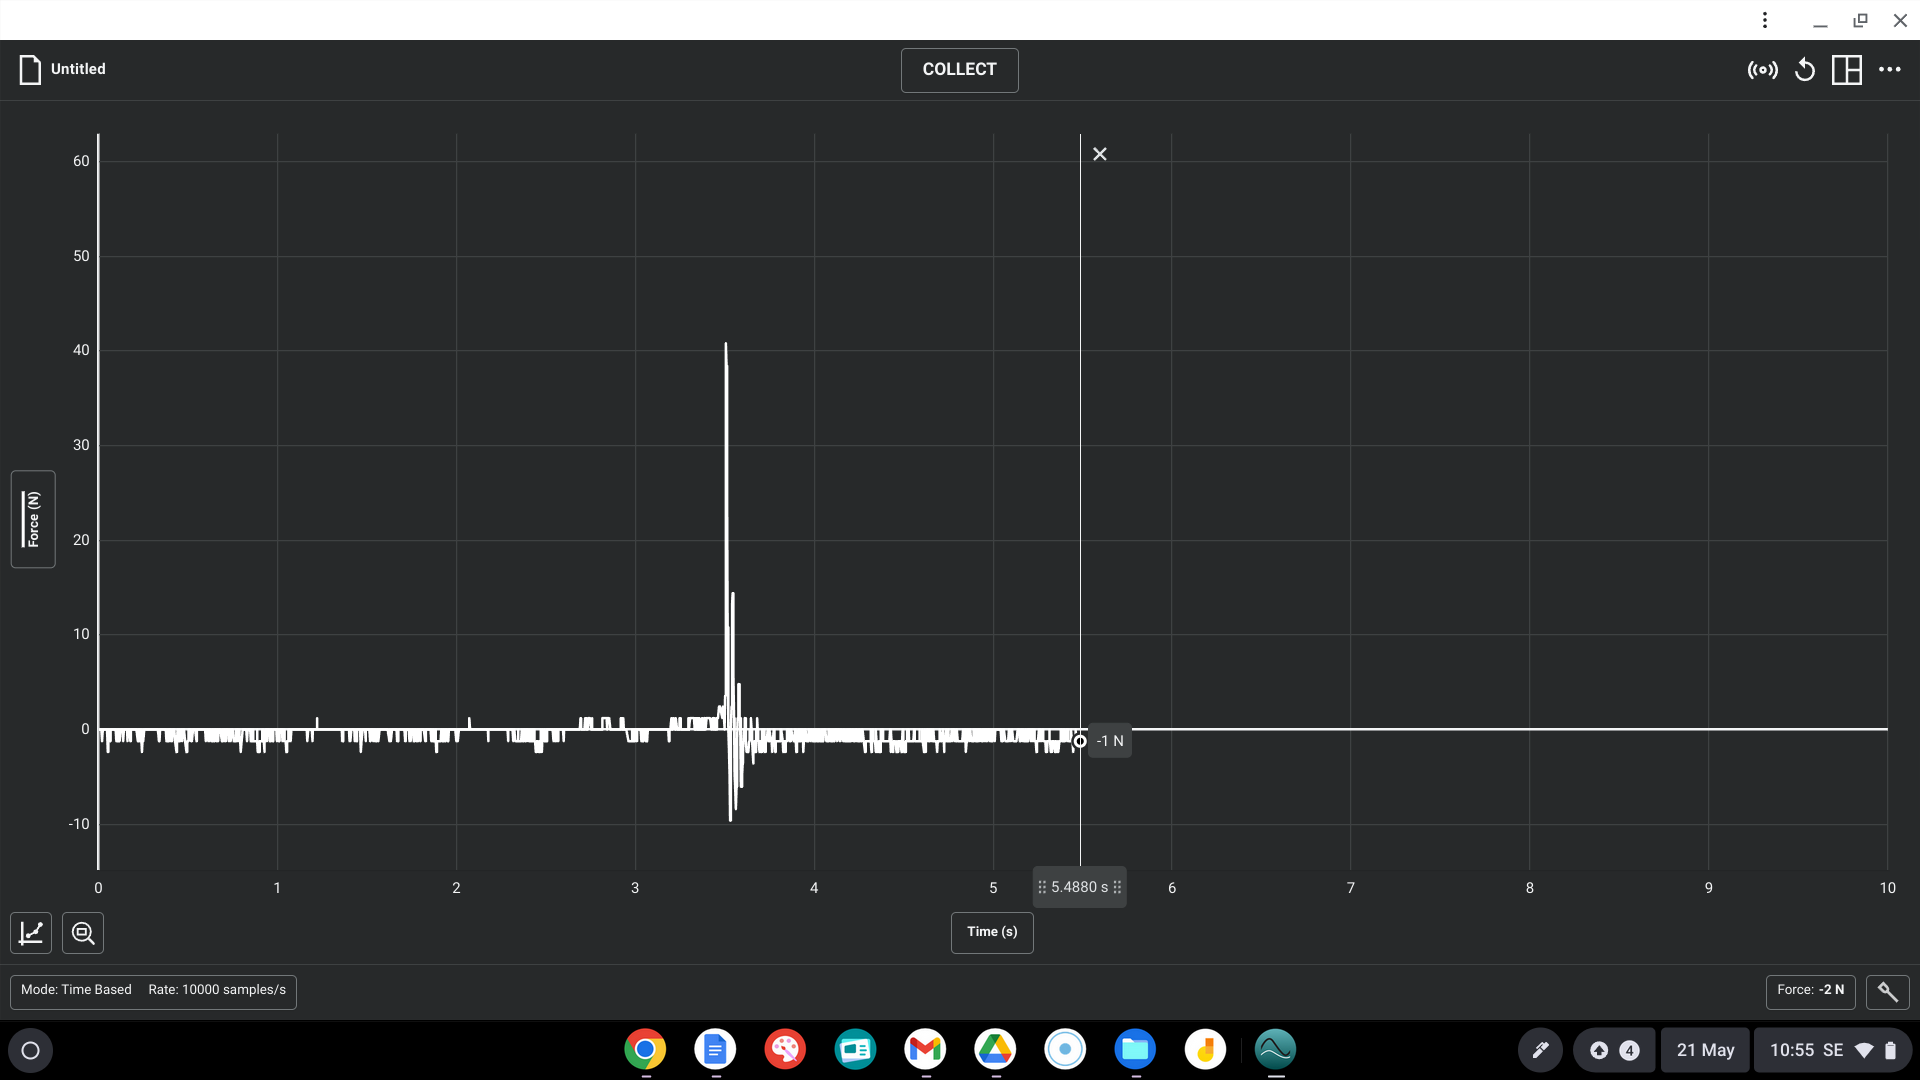 Untitled
COLLECT
60
50
40
30
20
10
0
-10
Force (N)
-1 N
0 1 2 3 4 5 5.4880 s 6 7 8 9 10
Time (s)
Mode: Time Based Rate: 10000 samples/s
Force: -2 N
4
21 May
10:55 SE